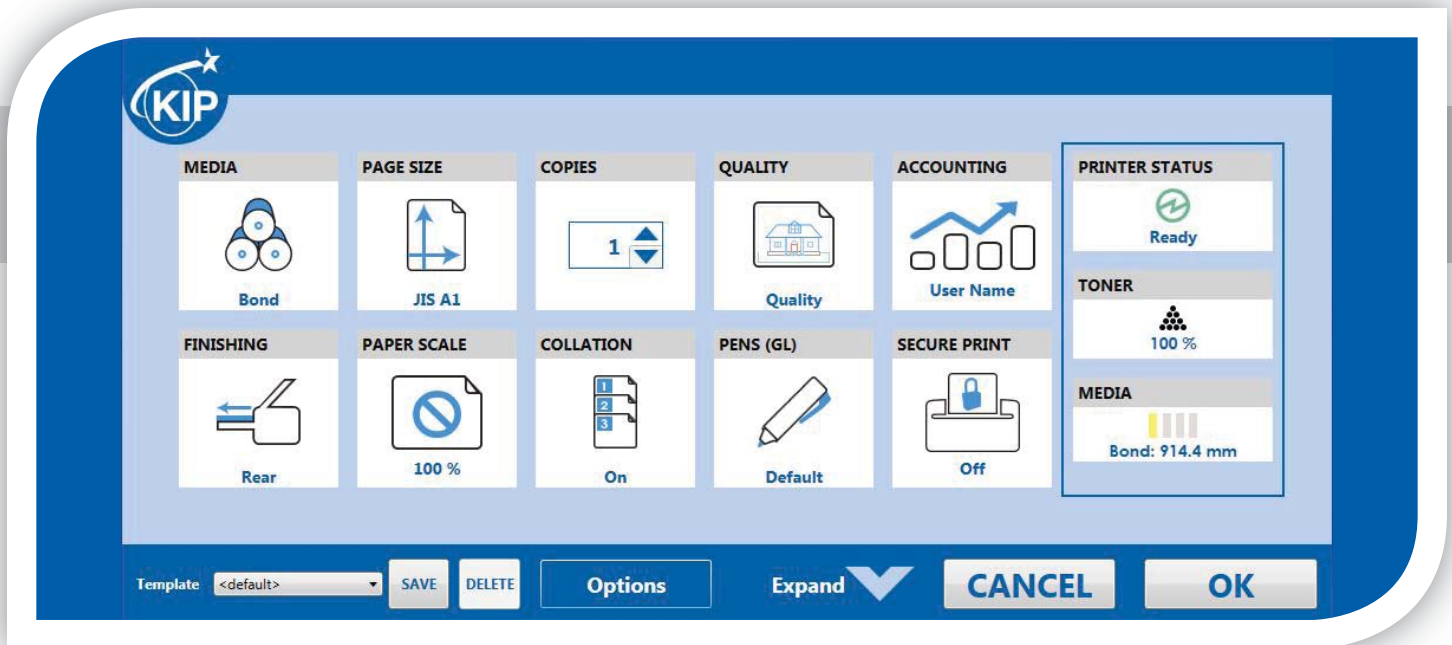 KIP
MEDIA
PAGE SIZE
COPIES
QUALITY
ACCOUNTING
PRINTER STATUS
Ready
1
Bond
JIS A1
Quality
User Name
TONER
100 %
FINISHING
PAPER SCALE
COLLATION
PENS (GL)
SECURE PRINT
1
2
3
MEDIA
Bond: 914.4 mm
Rear
100 %
On
Default
Off
Template
<default>
SAVE
DELETE
Options
Expand
CANCEL
OK